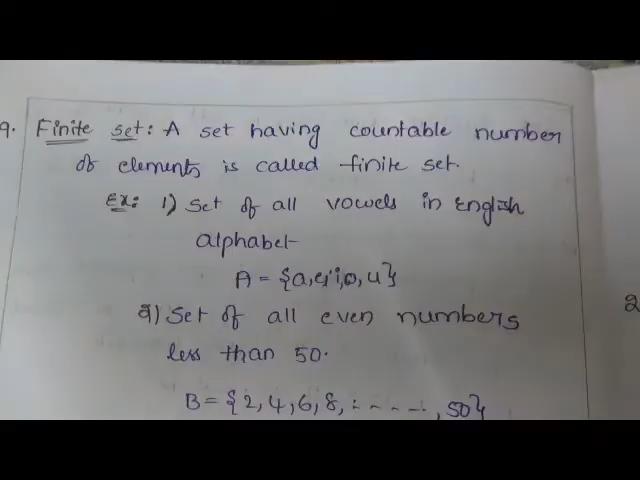 9. Finite set: A set having countable number
of elements is called finite set.
Ex: 1) Set of all vowels in English
alphabet
A = {a,e,i,o,u}
2) Set of all even numbers
less than 50.
B = {2,4,6,8,......,50}
2